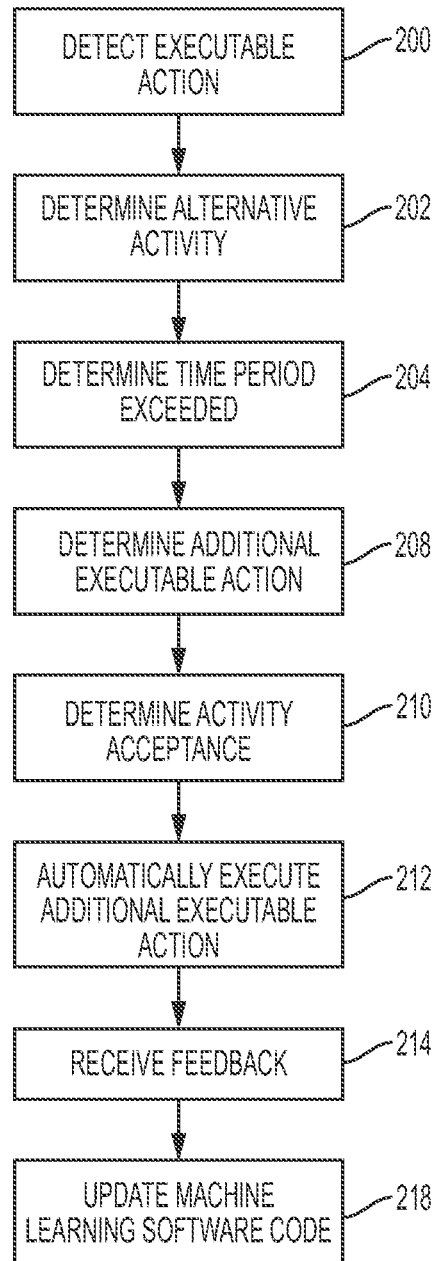 DETECT EXECUTABLE
ACTION
200
DETERMINE ALTERNATIVE
ACTIVITY
202
DETERMINE TIME PERIOD
EXCEEDED
204
DETERMINE ADDITIONAL
EXECUTABLE ACTION
208
DETERMINE ACTIVITY
ACCEPTANCE
210
AUTOMATICALLY EXECUTE
ADDITIONAL EXECUTABLE
ACTION
212
RECEIVE FEEDBACK
214
UPDATE MACHINE
LEARNING SOFTWARE CODE
218